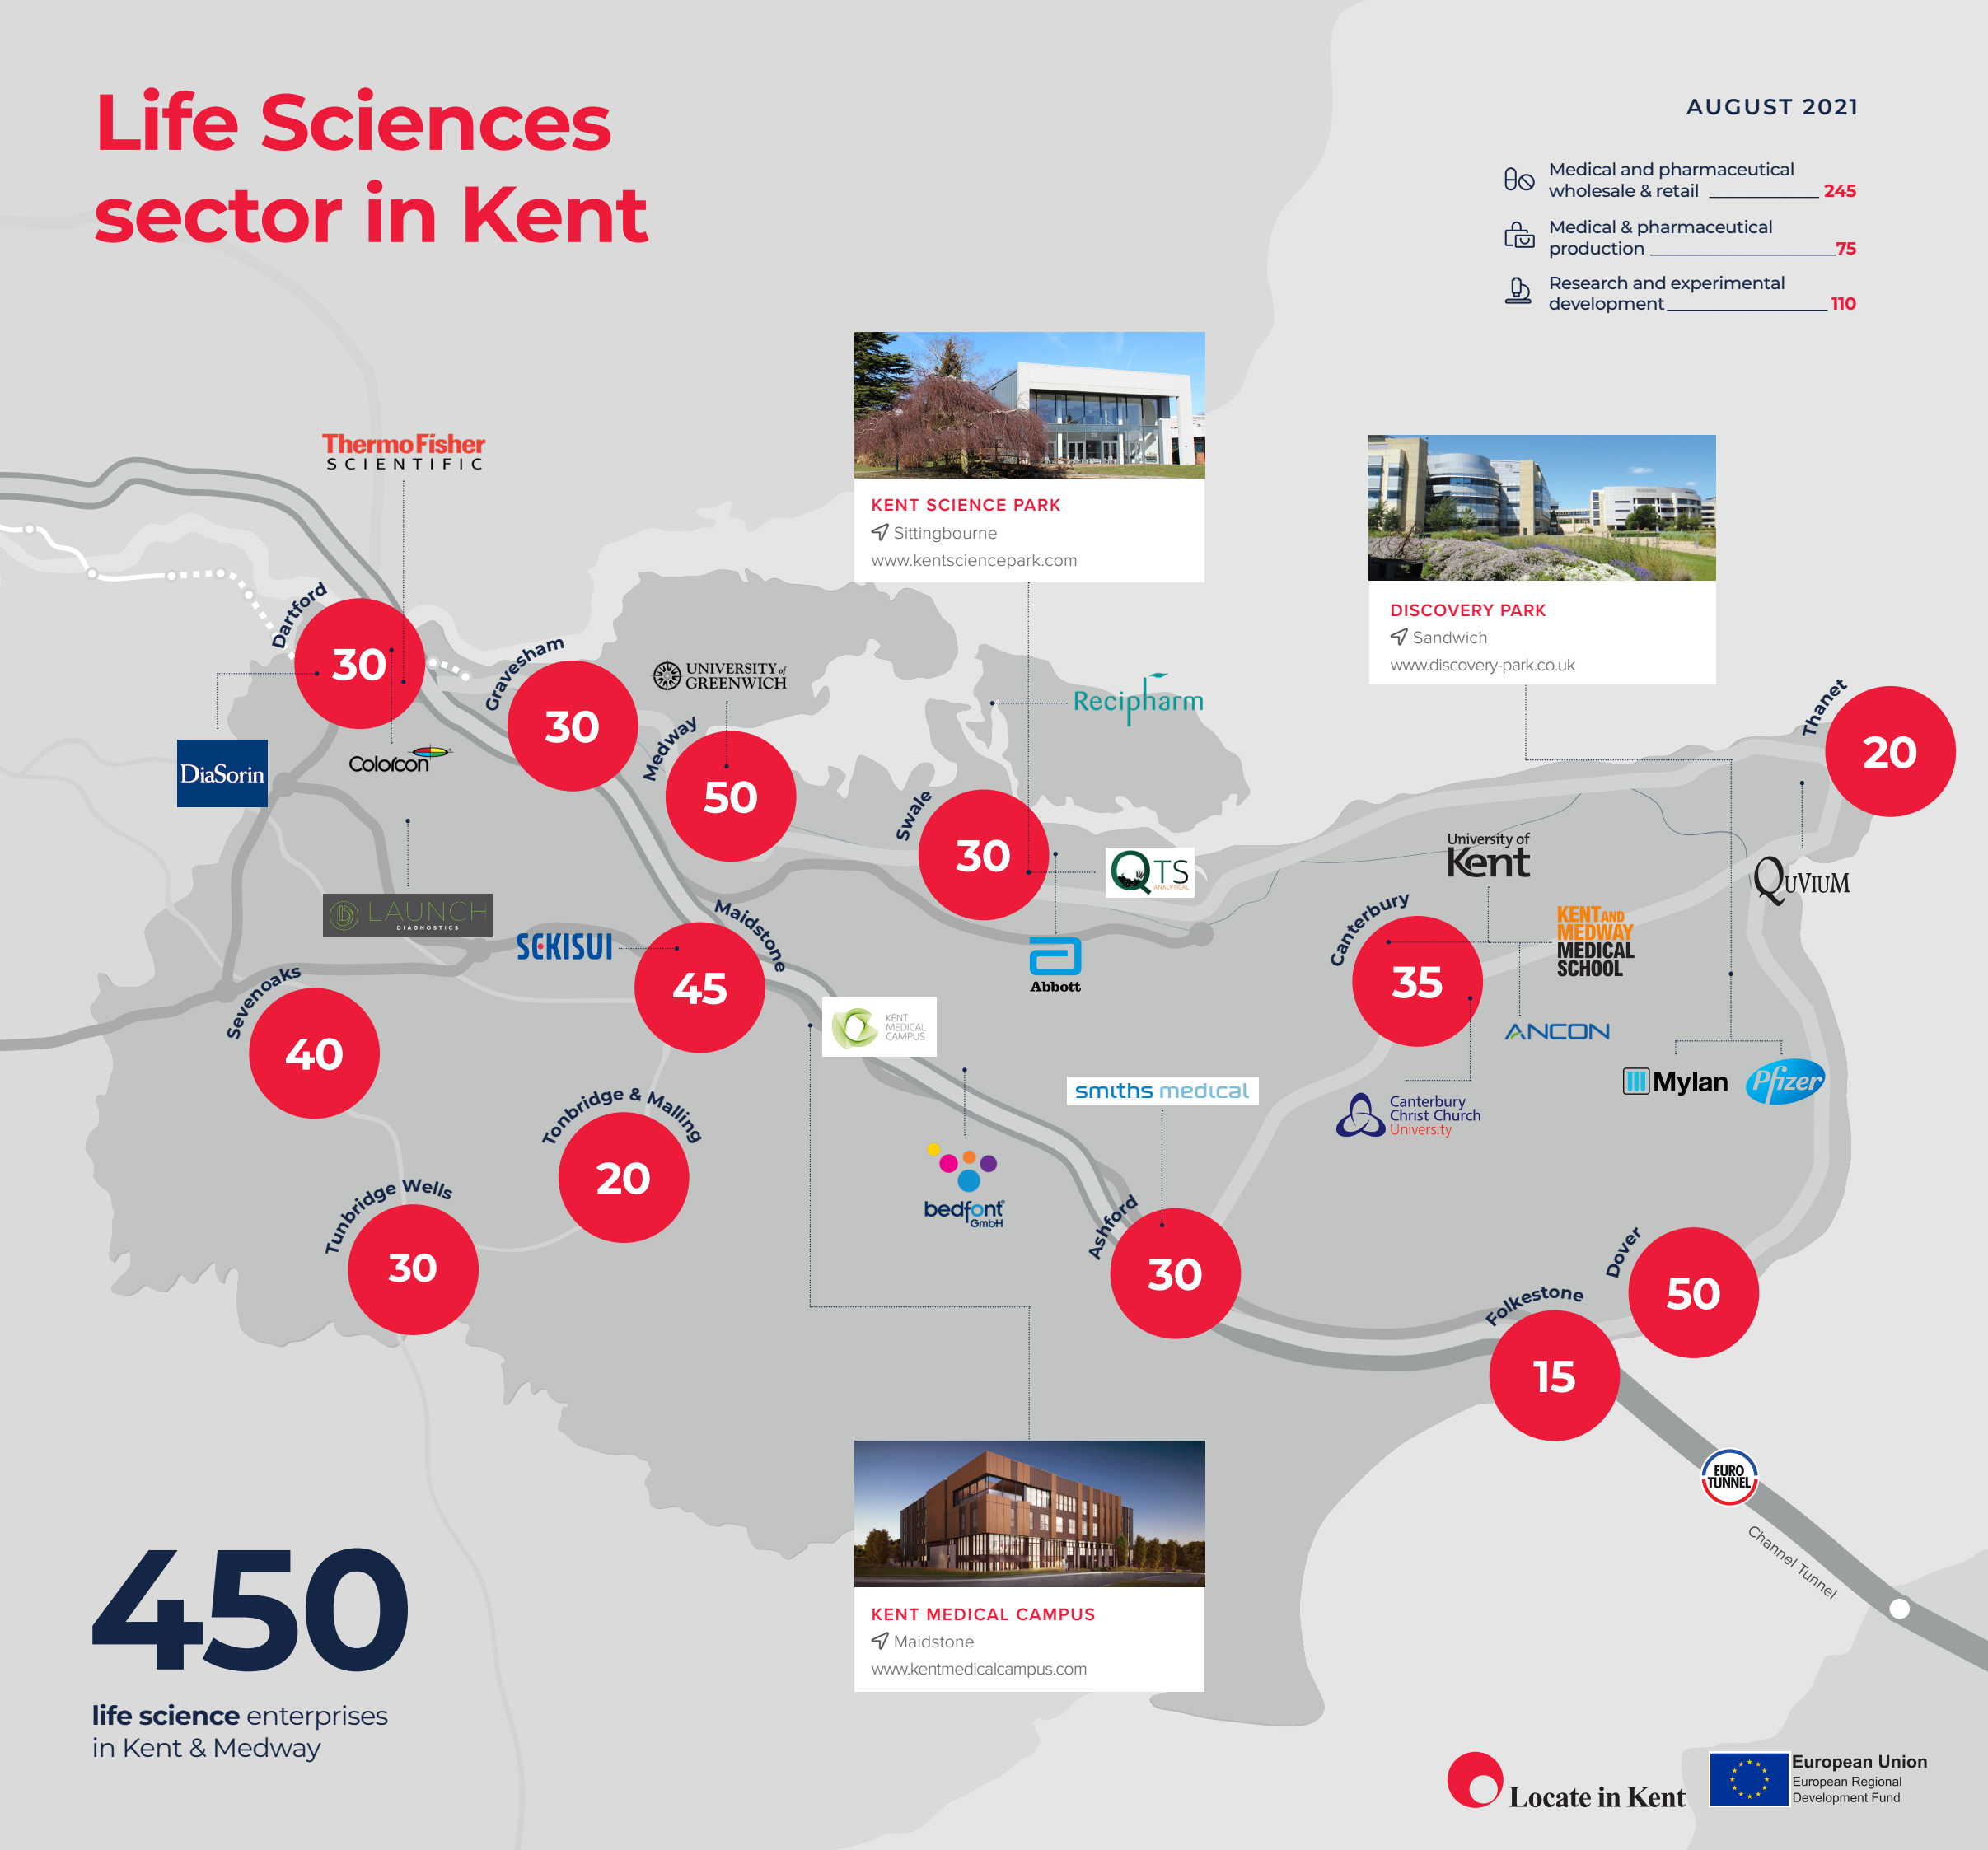 Life Sciences
sector in Kent
AUGUST 2021
Medical and pharmaceutical
wholesale & retail 245
Medical & pharmaceutical
production 75
Research and experimental
development 110
KENT SCIENCE PARK
Sittingbourne
www.kentsciencepark.com
DISCOVERY PARK
Sandwich
www.discovery-park.co.uk
ThermoFisher
SCIENTIFIC
Dartford
30
Gravesham
30
UNIVERSITY of
GREENWICH
Medway
50
Recipharm
Thanet
20
DiaSorin
Colorcon
Swale
30
QTS
ANALYTICAL
University of
Kent
QUVIUM
LAUNCH
DIAGNOSTICS
SEKISUI
Maidstone
45
Abbott
Canterbury
35
KENT AND
MEDWAY
MEDICAL
SCHOOL
Sevenoaks
40
KENT
MEDICAL
CAMPUS
ANCON
smiths medical
Mylan
Pfizer
Canterbury
Christ Church
University
Tonbridge & Malling
20
bedfont
GmbH
Tunbridge Wells
30
Ashford
30
Dover
50
Folkestone
15
EURO
TUNNEL
Channel Tunnel
KENT MEDICAL CAMPUS
Maidstone
www.kentmedicalcampus.com
450
life science enterprises
in Kent & Medway
Locate in Kent
European Union
European Regional
Development Fund